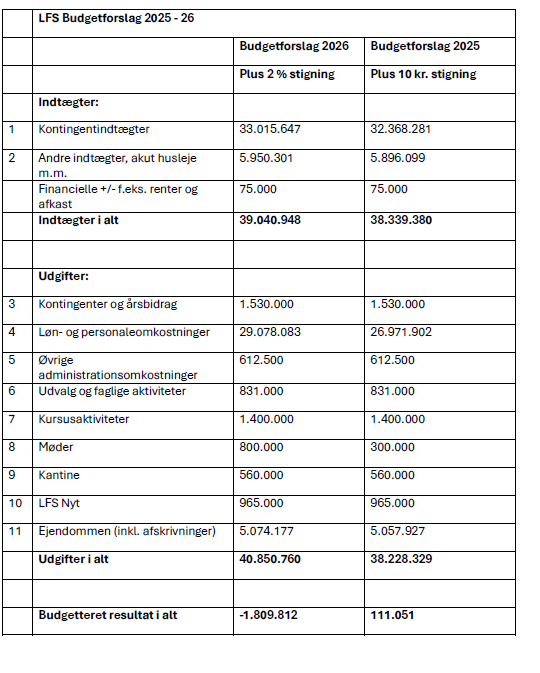 LFS Budgetforslag 2025 - 26
Budgetforslag 2026 Budgetforslag 2025
Plus 2 % stigning Plus 10 kr. stigning
Indtægter:
1 Kontingentindtægter 33.015.647 32.368.281
2 Andre indtægter, akut husleje 5.950.301 5.896.099
m.m.
Financielle +/- f.eks. renter og 75.000 75.000
afkast
Indtægter i alt 39.040.948 38.339.380
Udgifter:
3 Kontingenter og årsbidrag 1.530.000 1.530.000
4 Løn- og personaleomkostninger 29.078.083 26.971.902
5 Øvrige 612.500 612.500
administrationsomkostninger
6 Udvalg og faglige aktiviteter 831.000 831.000
7 Kursusaktiviteter 1.400.000 1.400.000
8 Møder 800.000 300.000
9 Kantine 560.000 560.000
10 LFS Nyt 965.000 965.000
11 Ejendommen (inkl. afskrivninger) 5.074.177 5.057.927
Udgifter i alt 40.850.760 38.228.329
Budgetteret resultat i alt -1.809.812 111.051